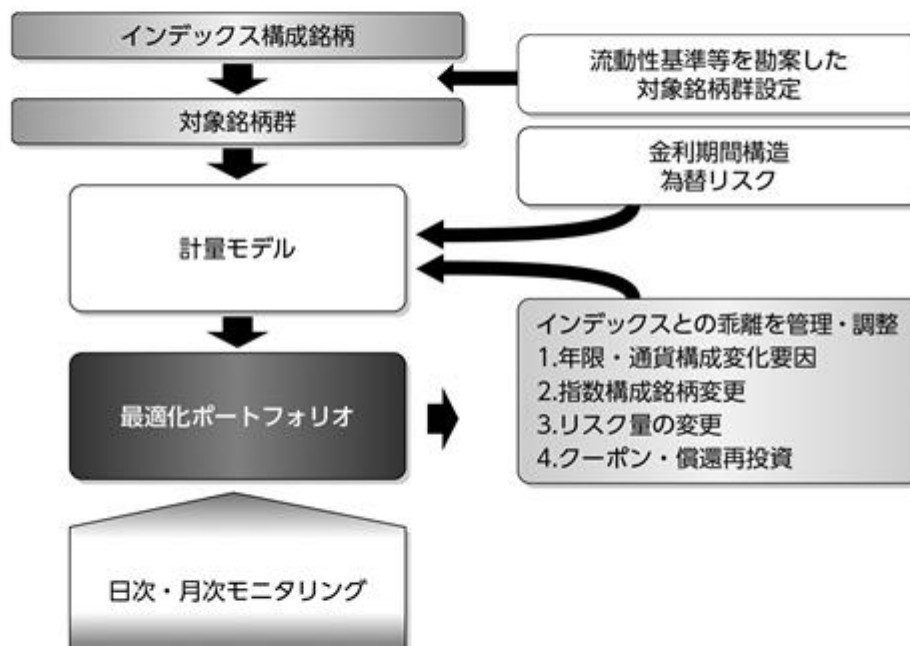 インデックス構成銘柄
流動性基準等を勘案した
対象銘柄群設定
対象銘柄群
金利期間構造
為替リスク
計量モデル
インデックスとの乖離を管理・調整
1.年限・通貨構成変化要因
2.指数構成銘柄変更
3.リスク量の変更
4.クーポン・償還再投資
最適化ポートフォリオ
日次・月次モニタリング